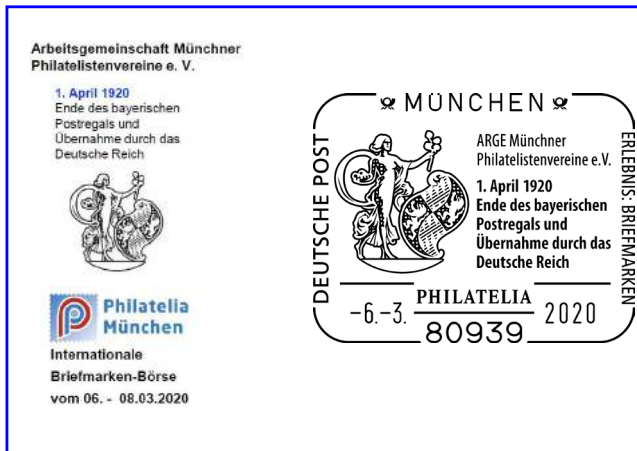 Arbeitsgemeinschaft Münchner
Philatelistenvereine e. V.
1. April 1920
Ende des bayerischen
Postregals und
Übernahme durch das
Deutsche Reich
Philatelia
München
Internationale
Briefmarken-Börse
vom 06. - 08.03.2020
MÜNCHEN
DEUTSCHE POST
ARGE Münchner
Philatelistenvereine e.V.
1. April 1920
Ende des bayerischen
Postregals und
Übernahme durch das
Deutsche Reich
ERLEBNIS: BRIEFMARKEN
PHILATELIA
-6.-3. 2020
80939